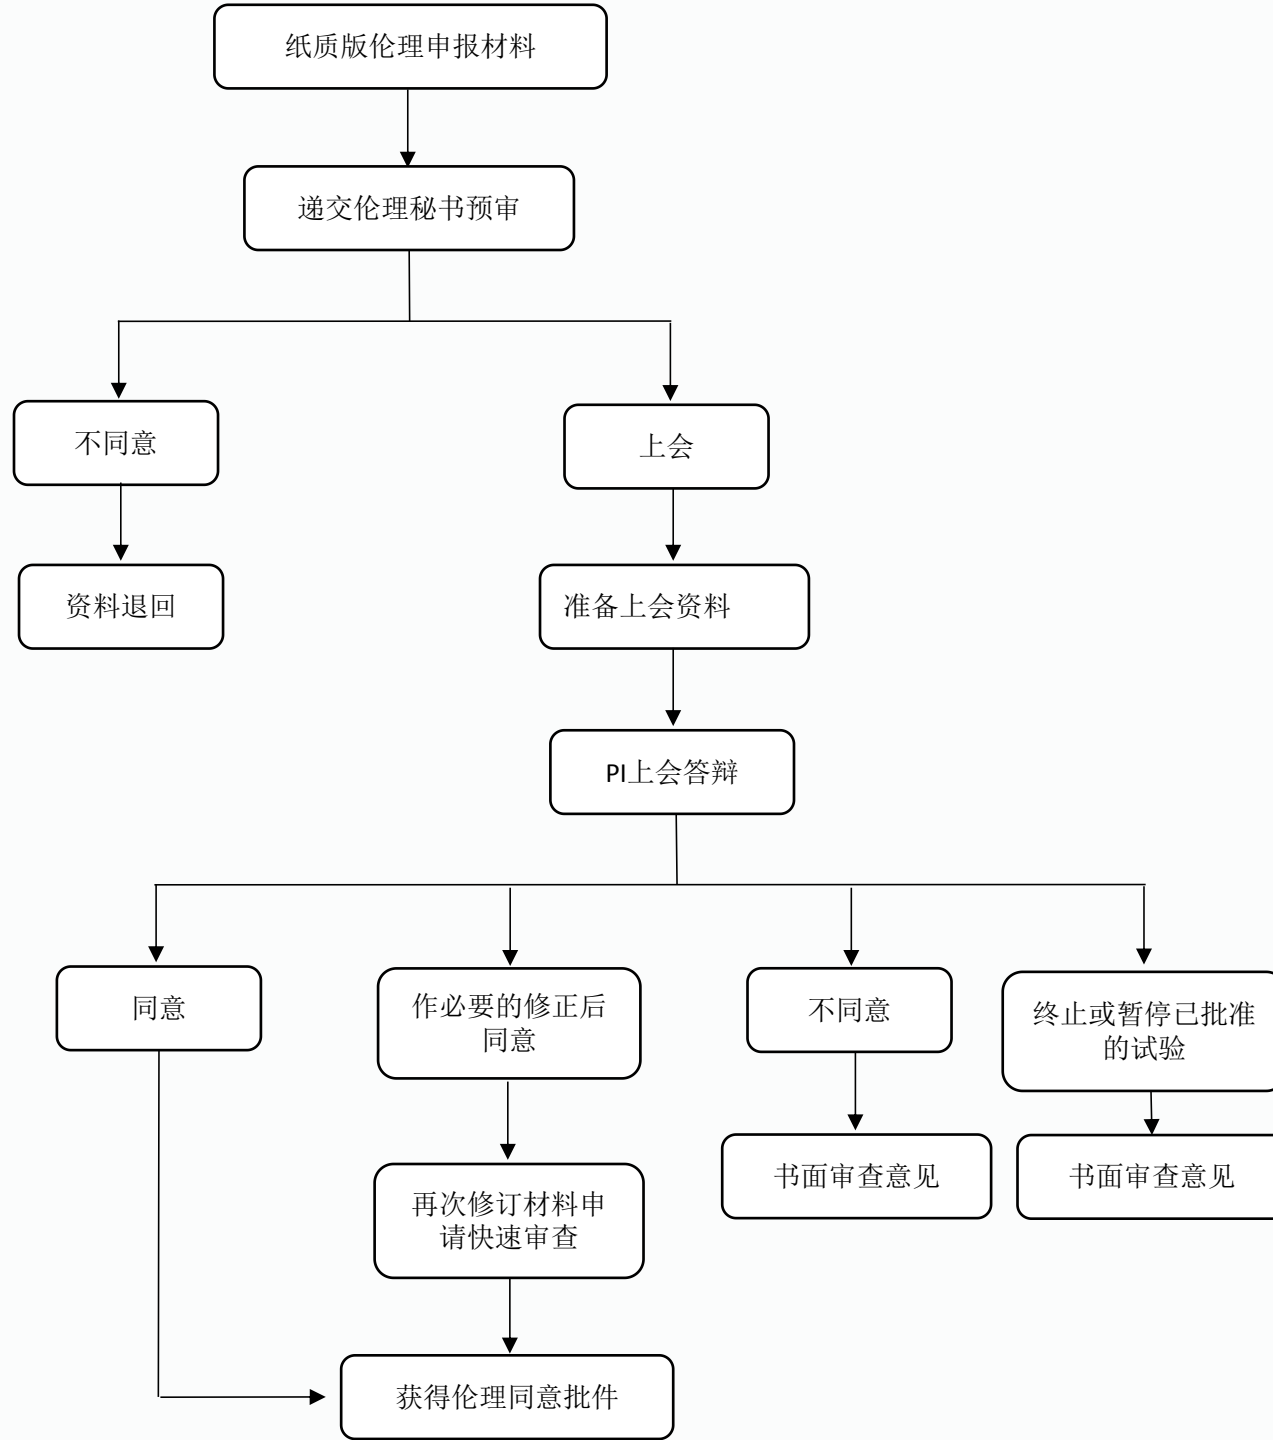 纸质版伦理申报材料
递交伦理秘书预审
不同意
上会
资料退回
准备上会资料
PI上会答辩
同意
作必要的修正后
同意
不同意
终止或暂停已批准
的试验
再次修订材料申
请快速审查
书面审查意见
书面审查意见
获得伦理同意批件